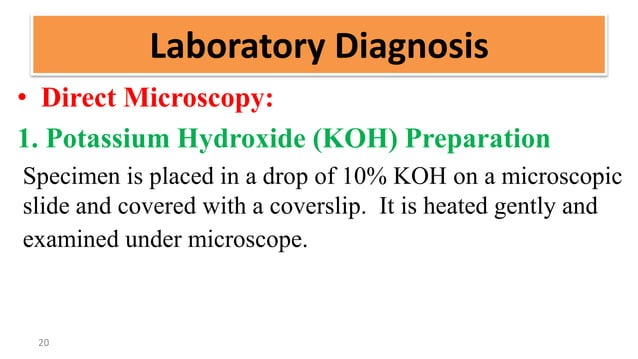 Laboratory Diagnosis
• Direct Microscopy:
1. Potassium Hydroxide (KOH) Preparation
Specimen is placed in a drop of 10% KOH on a microscopic
slide and covered with a coverslip. It is heated gently and
examined under microscope.
20